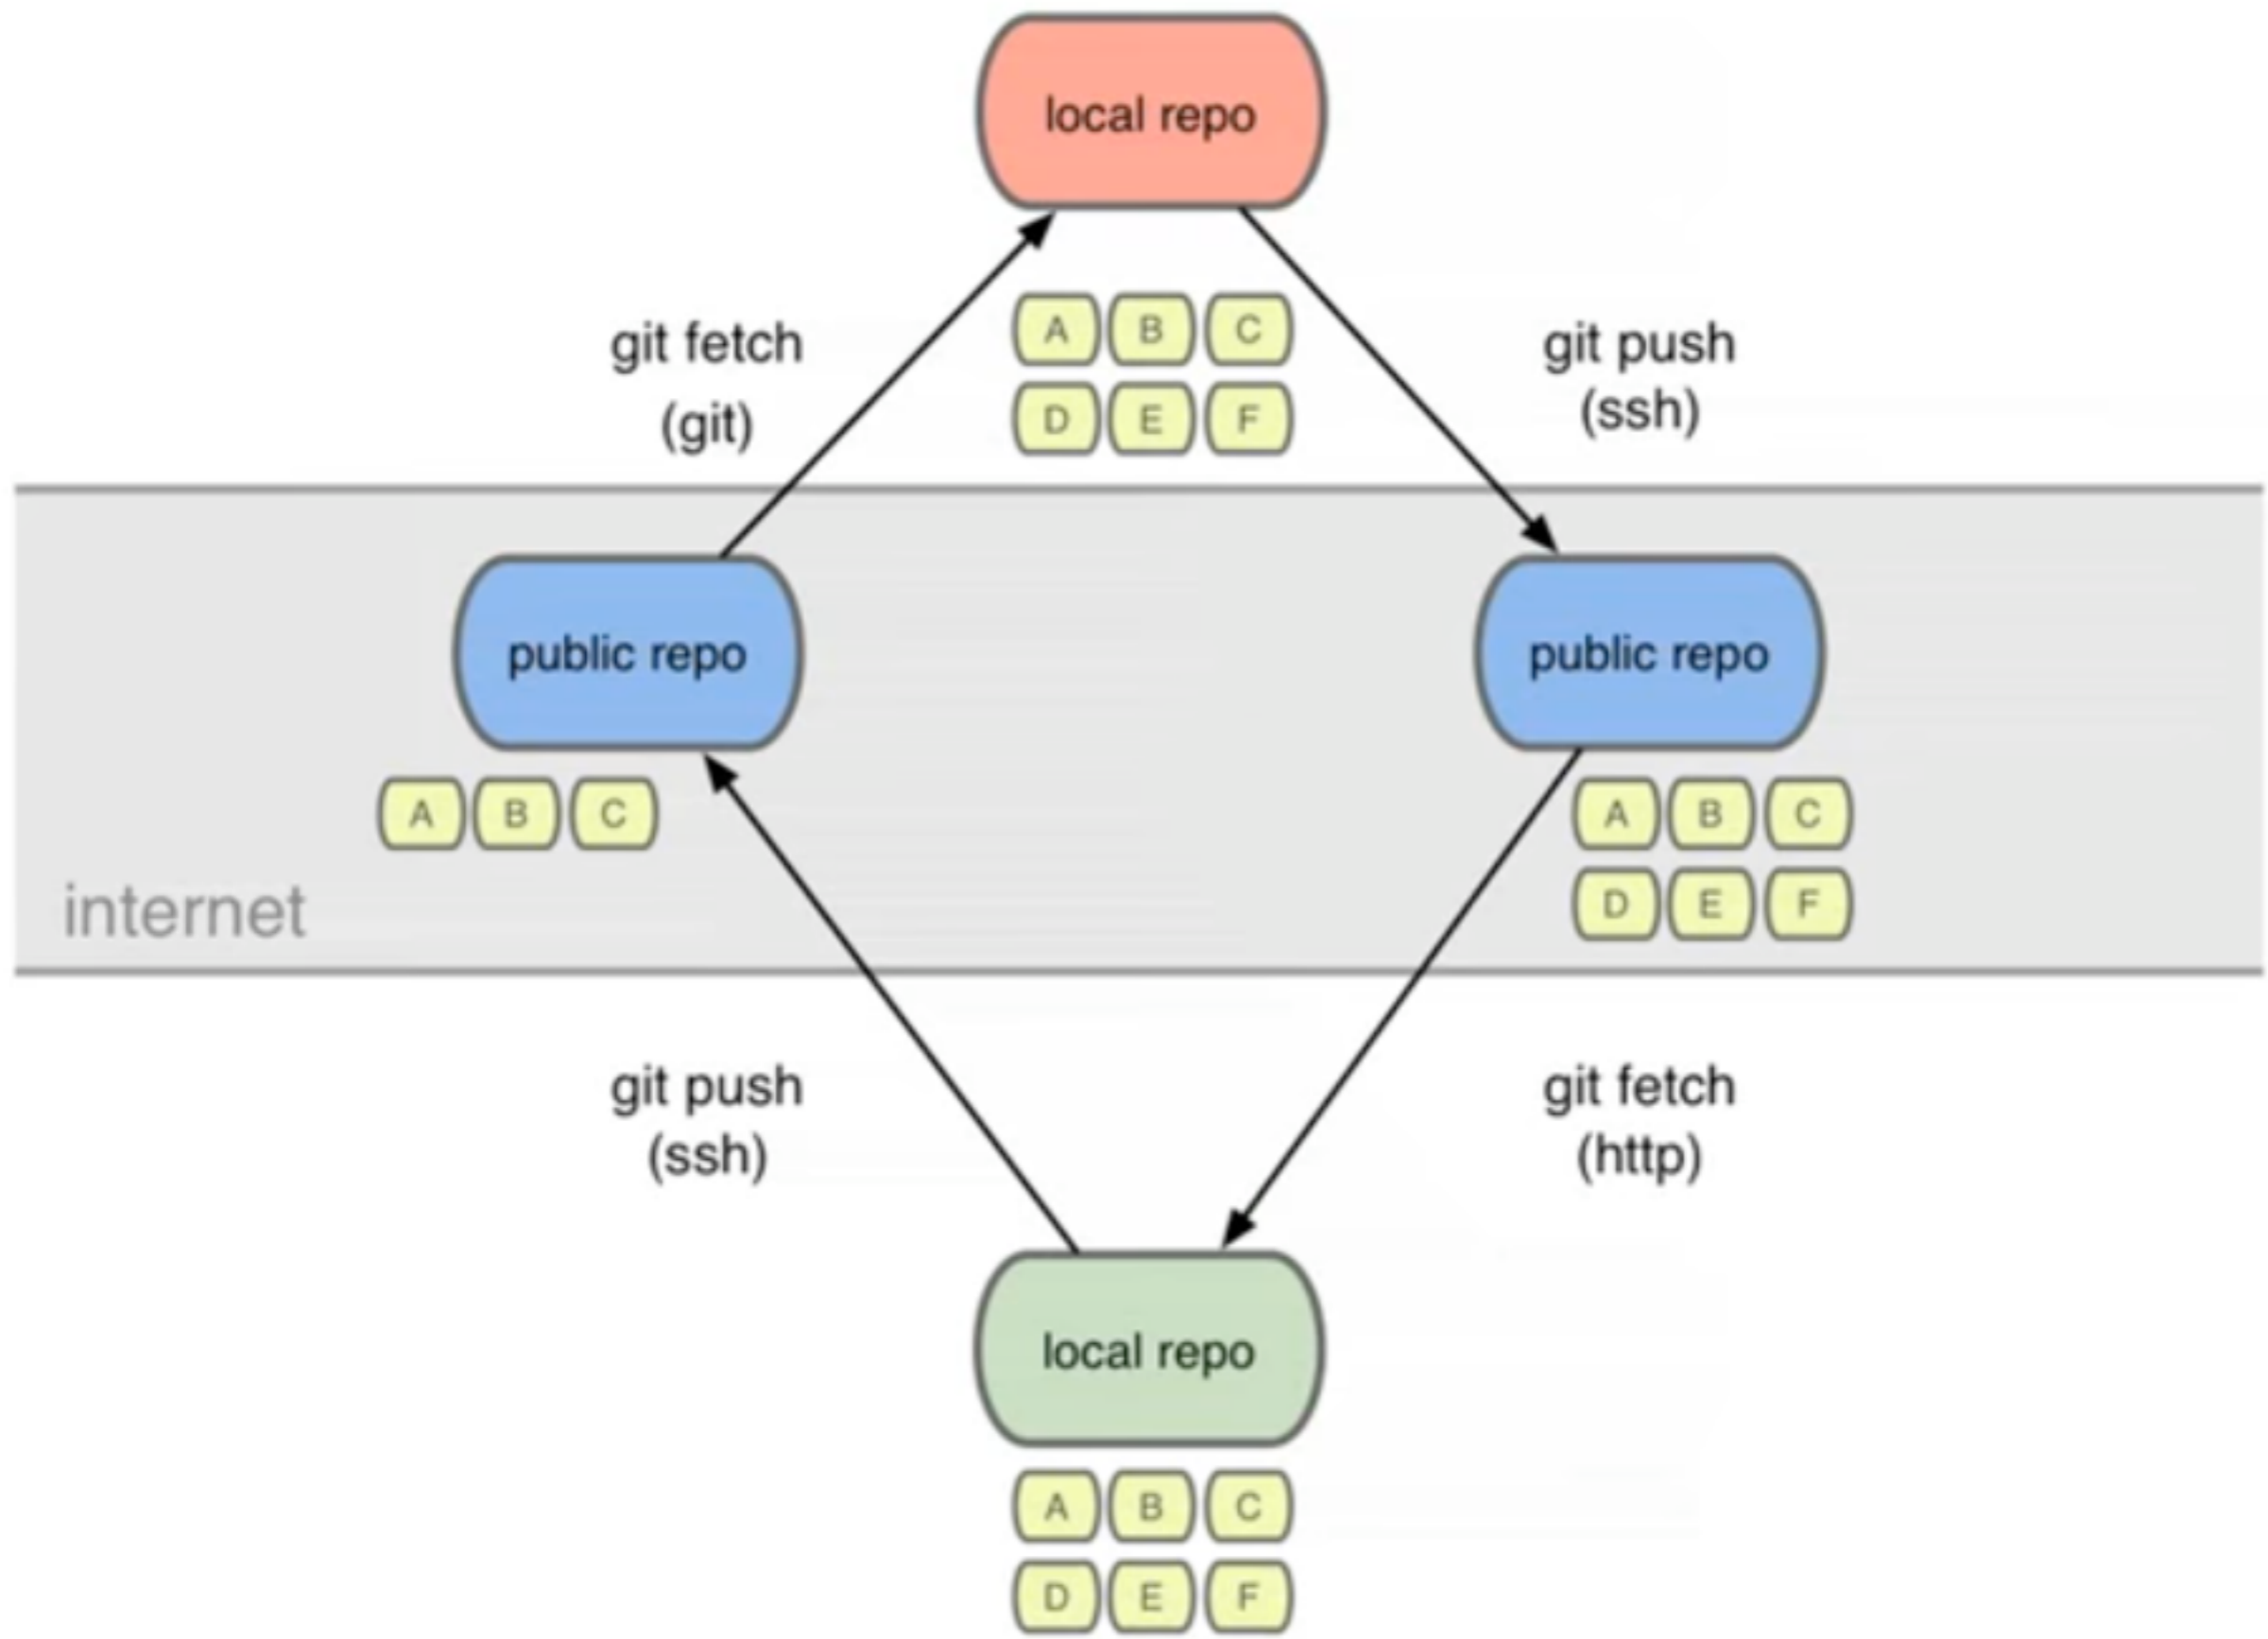 local repo
git fetch
(git)
A B C
D E F
git push
(ssh)
public repo
public repo
A B C
A B C
D E F
internet
git push
(ssh)
git fetch
(http)
local repo
A B C
D E F